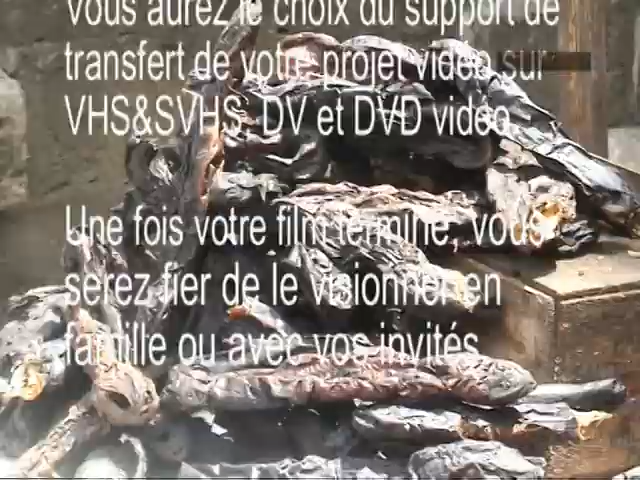 vous aurez le choix du support de
transfert de votre projet vidéo sur
VHS&SVHS, DV et DVD vidéo.
Une fois votre film terminé, vous
serez fier de le visionner en
famille ou avec vos invités